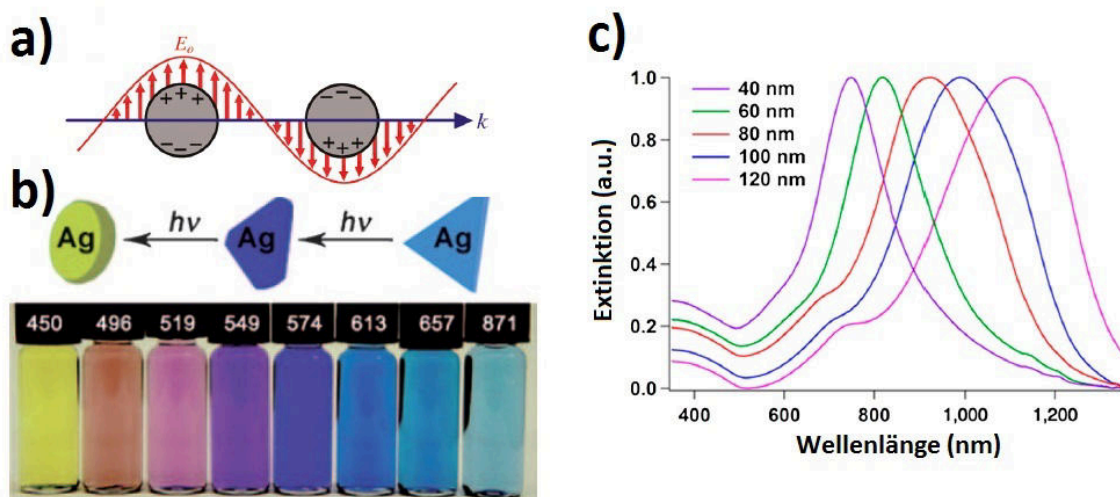 a)
E₀
+ + +
− − −
− − −
+ + +
k
b)
Ag
hν
Ag
hν
Ag
450 496 519 549 574 613 657 871
c)
40 nm
60 nm
80 nm
100 nm
120 nm
1.0
0.8
0.6
0.4
0.2
0.0
Extinktion (a.u.)
400 600 800 1,000 1,200
Wellenlänge (nm)